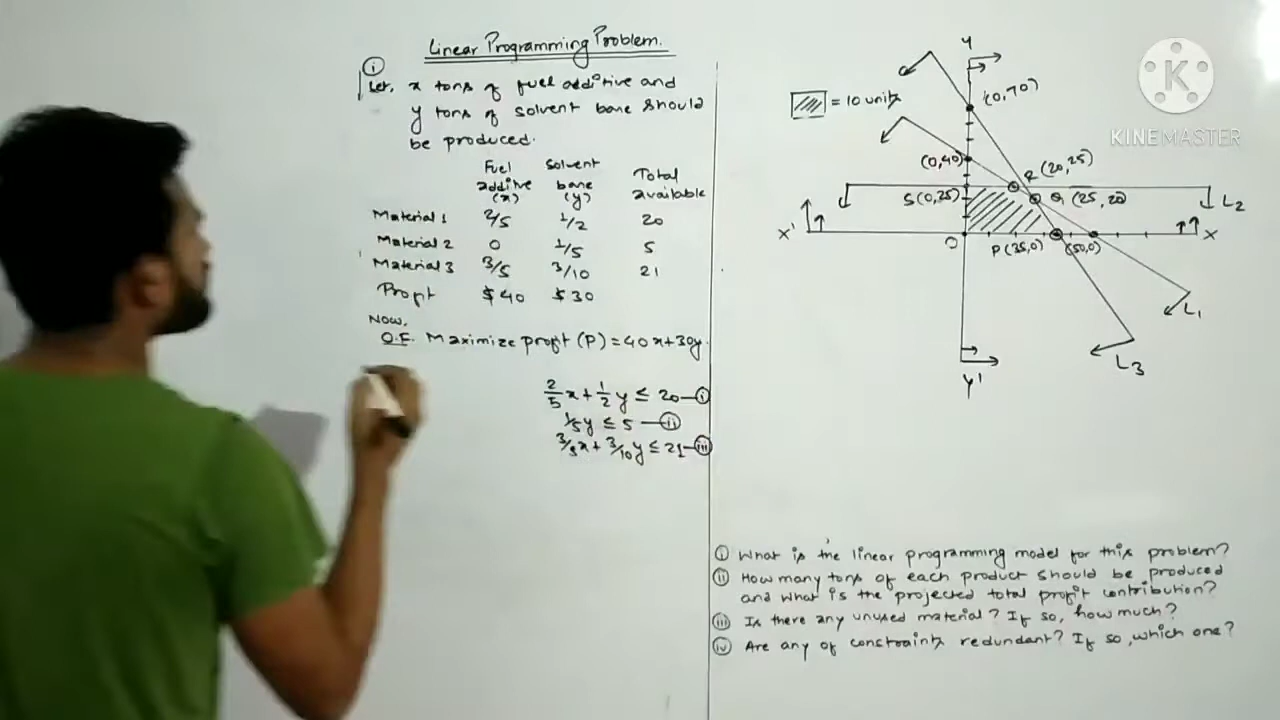 Linear Programming Problem.
i
Let, x tons of fuel additive and
y tons of solvent base should
be produced.
Fuel additive (x) Solvent base (y) Total available
Material 1 2/5 1/2 20
Material 2 0 1/5 5
Material 3 3/5 3/10 21
Profit $40 $30
Now,
O.F. Maximize profit (P) = 40x+30y
2/5x + 1/2y ≤ 20 — i
1/5y ≤ 5 — ii
3/5x + 3/10y ≤ 21 — iii
= 10 units
Y
(0,70)
(0,40)
R (20,25)
S(0,25)
Q (25,20)
L2
X'
O
P(35,0)
(50,0)
X
L1
L3
Y'
i What is the linear programming model for this problem?
ii How many tons of each product should be produced
and what is the projected total profit contribution?
iii Is there any unused material? If so, how much?
iv Are any of constraints redundant? If so, which one?
K
KINEMASTER